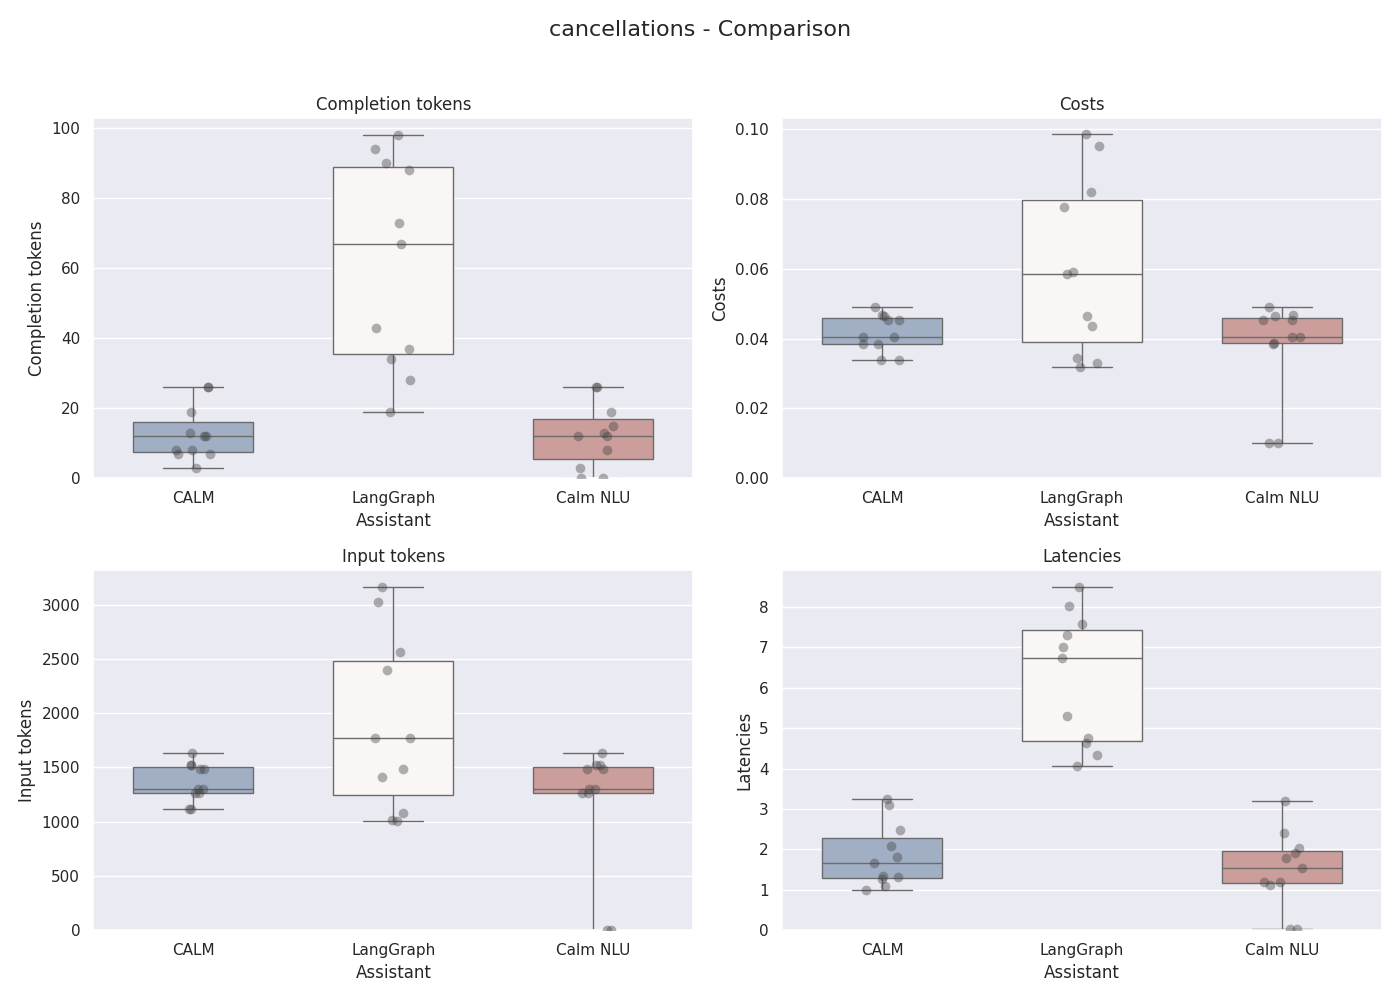 cancellations - Comparison
Completion tokens
Completion tokens
100
80
60
40
20
0
CALM LangGraph Calm NLU
Assistant
Costs
Costs
0.10
0.08
0.06
0.04
0.02
0.00
CALM LangGraph Calm NLU
Assistant
Input tokens
Input tokens
3000
2500
2000
1500
1000
500
0
CALM LangGraph Calm NLU
Assistant
Latencies
Latencies
8
7
6
5
4
3
2
1
0
CALM LangGraph Calm NLU
Assistant